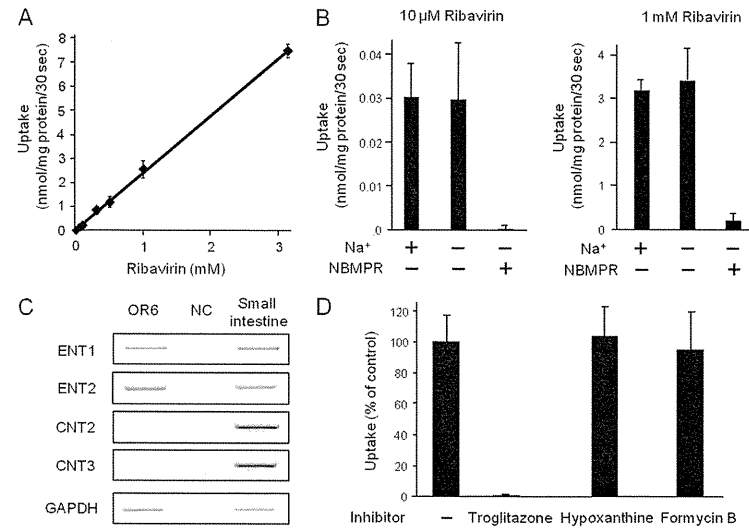 A
Uptake
(nmol/mg protein/30 sec)
8
7
6
5
4
3
2
1
0
0
1
2
3
Ribavirin (mM)
B
10 µM Ribavirin
Uptake
(nmol/mg protein/30 sec)
0.04
0.03
0.02
0.01
0
Na+ + − −
NBMPR − − +
1 mM Ribavirin
Uptake
(nmol/mg protein/30 sec)
4
3
2
1
0
Na+ + − −
NBMPR − − +
C
OR6 NC Small intestine
ENT1
ENT2
CNT2
CNT3
GAPDH
D
Uptake (% of control)
120
100
80
60
40
20
0
Inhibitor − Troglitazone Hypoxanthine Formycin B